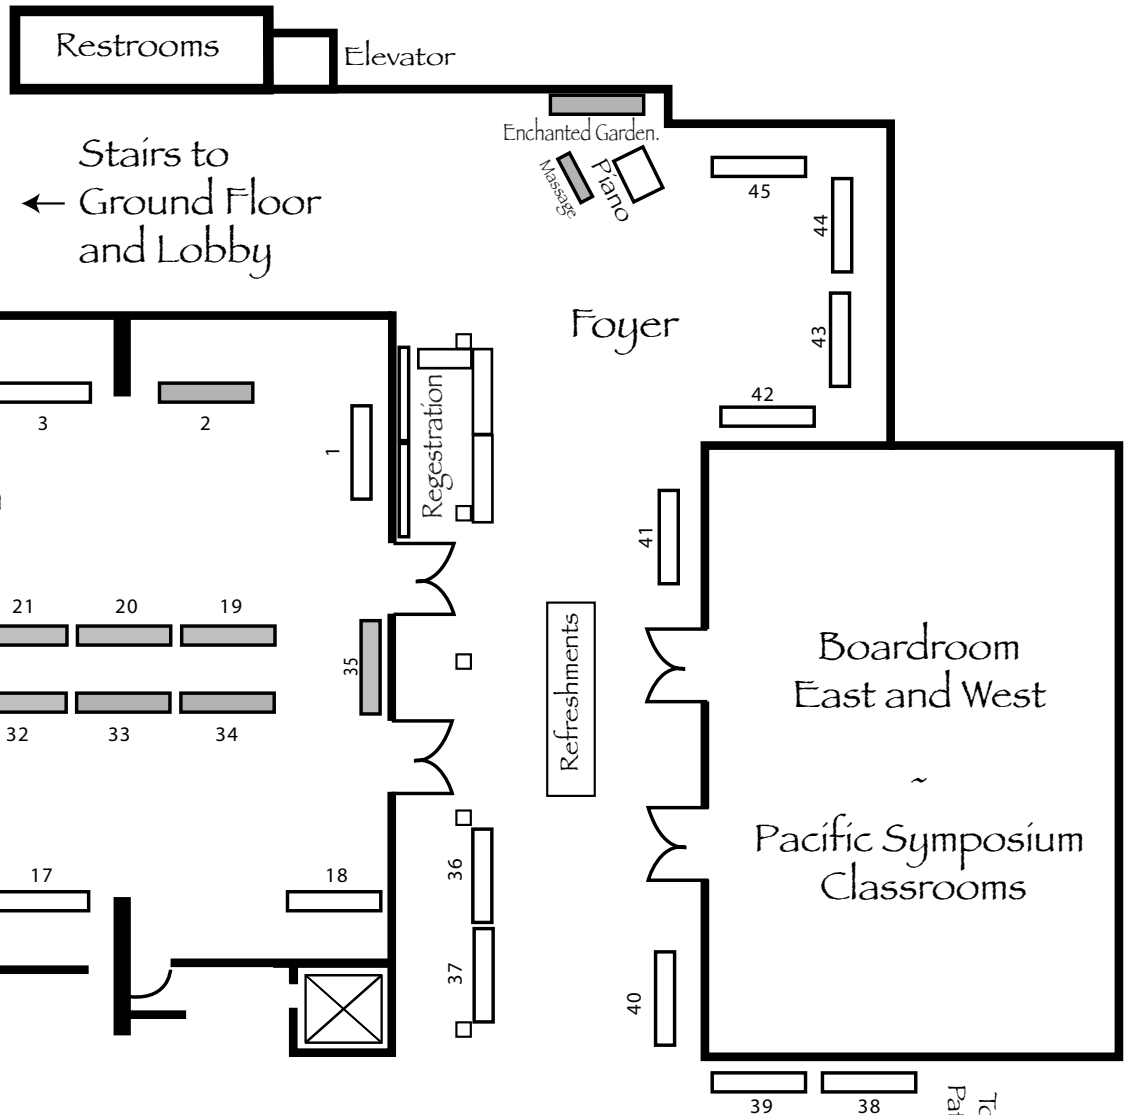 Restrooms
Elevator
Enchanted Garden.
Stairs to
Ground Floor
and Lobby
Massage
Piano
45
44
Foyer
43
42
3
2
1
Regestration
41
21
20
19
35
Refreshments
Boardroom
East and West
~
Pacific Symposium
Classrooms
32
33
34
17
18
36
37
40
39
38